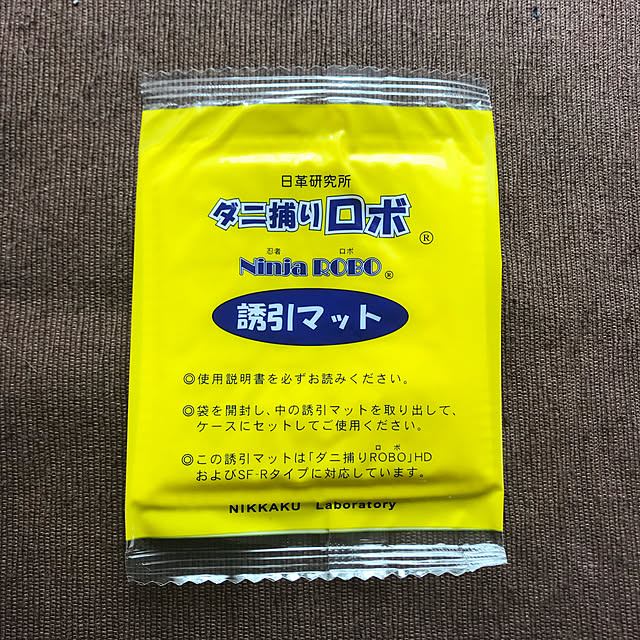 日革研究所
ダニ捕りロボ®
忍者 ロボ
Ninja ROBO®
誘引マット
◎使用説明書を必ずお読みください。
◎袋を開封し、中の誘引マットを取り出して、
ケースにセットしてご使用ください。
ロボ
◎この誘引マットは「ダニ捕りROBO」HD
およびSF-Rタイプに対応しています。
NIKKAKU Laboratory